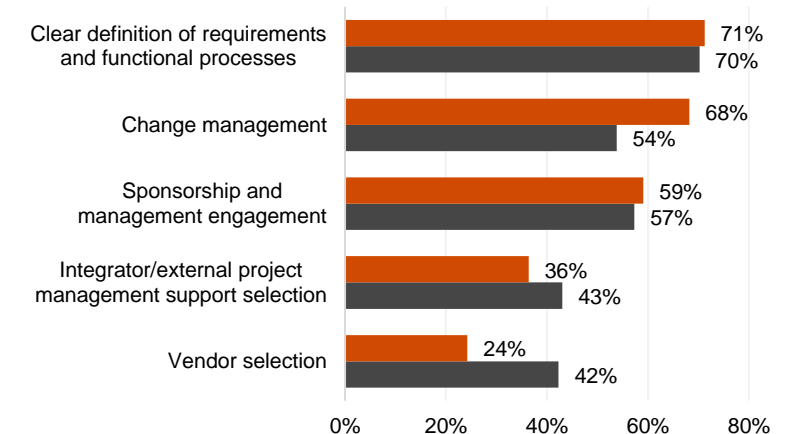 Clear definition of requirements
and functional processes
71%
70%
Change management
68%
54%
Sponsorship and
management engagement
59%
57%
Integrator/external project
management support selection
36%
43%
Vendor selection
24%
42%
0% 20% 40% 60% 80%